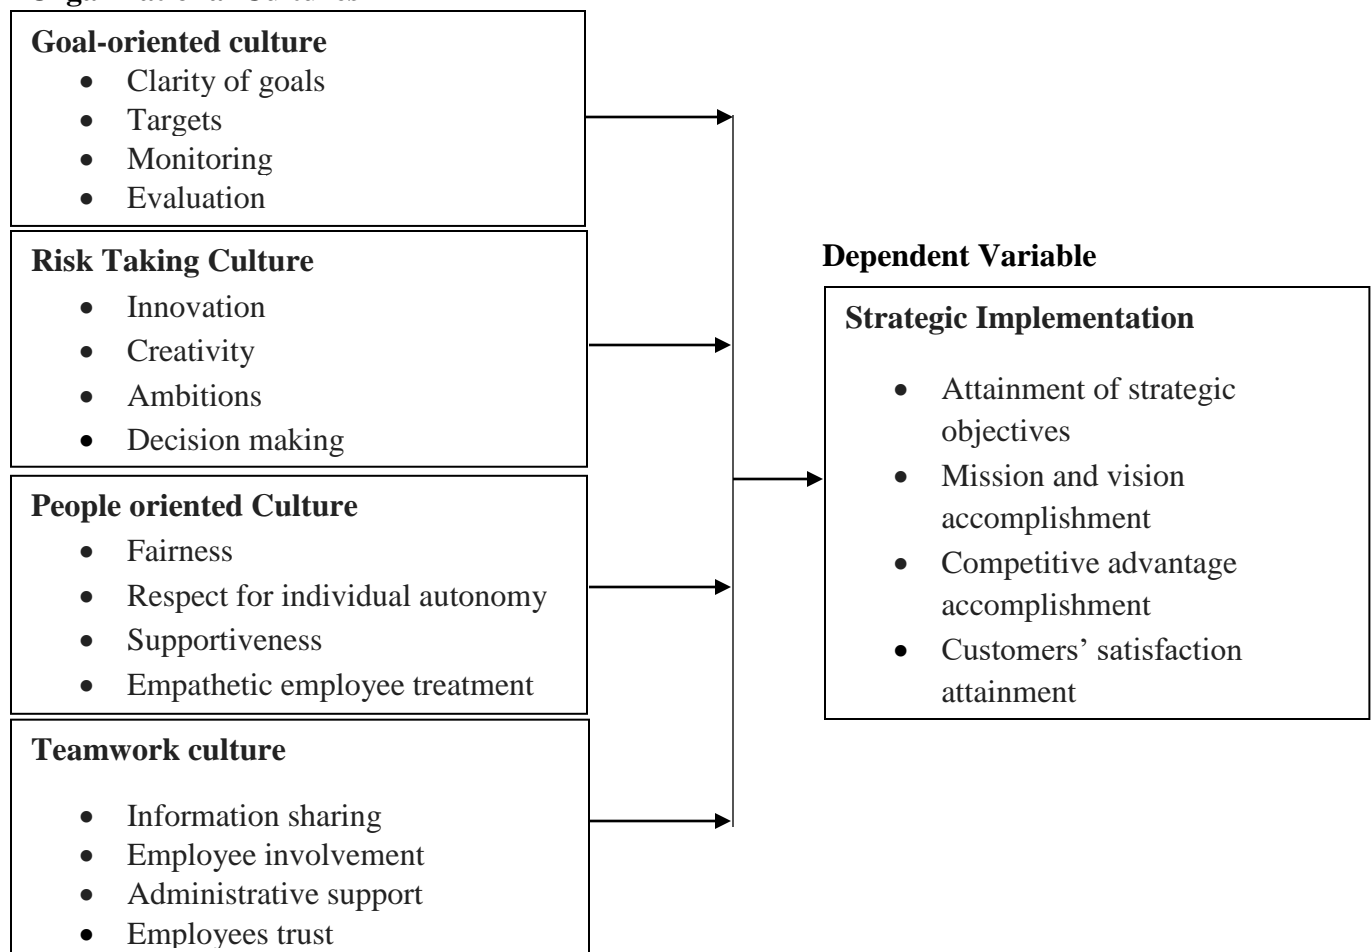 Goal-oriented culture
• Clarity of goals
• Targets
• Monitoring
• Evaluation
Risk Taking Culture
• Innovation
• Creativity
• Ambitions
• Decision making
People oriented Culture
• Fairness
• Respect for individual autonomy
• Supportiveness
• Empathetic employee treatment
Teamwork culture
• Information sharing
• Employee involvement
• Administrative support
• Employees trust
Dependent Variable
Strategic Implementation
• Attainment of strategic
objectives
• Mission and vision
accomplishment
• Competitive advantage
accomplishment
• Customers’ satisfaction
attainment